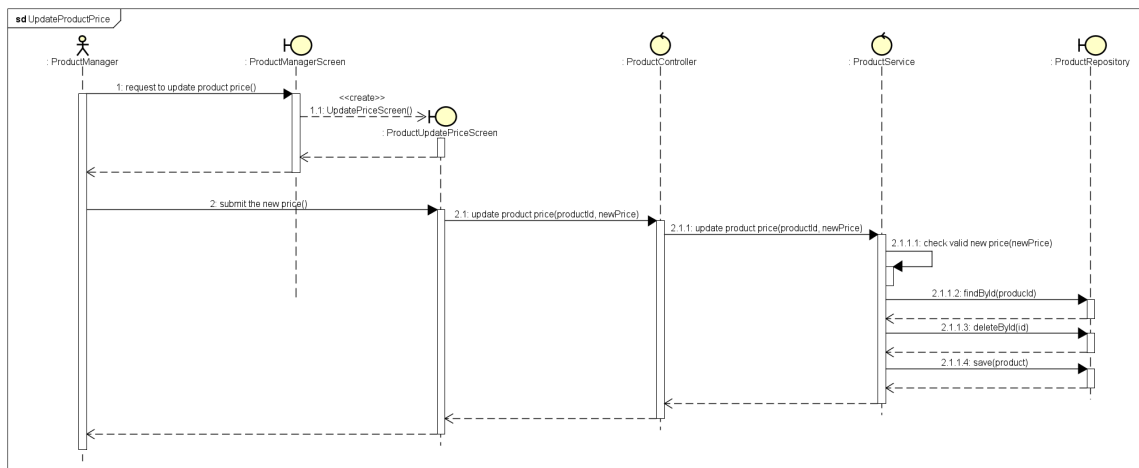 sd UpdateProductPrice
: ProductManager
: ProductManagerScreen
: ProductController
: ProductService
: ProductRepository
1: request to update product price()
<<create>>
1.1: UpdatePriceScreen()
: ProductUpdatePriceScreen
2: submit the new price()
2.1: update product price(productId, newPrice)
2.1.1: update product price(productId, newPrice)
2.1.1.1: check valid new price(newPrice)
2.1.1.2: findById(producId)
2.1.1.3: deleteById(id)
2.1.1.4: save(product)